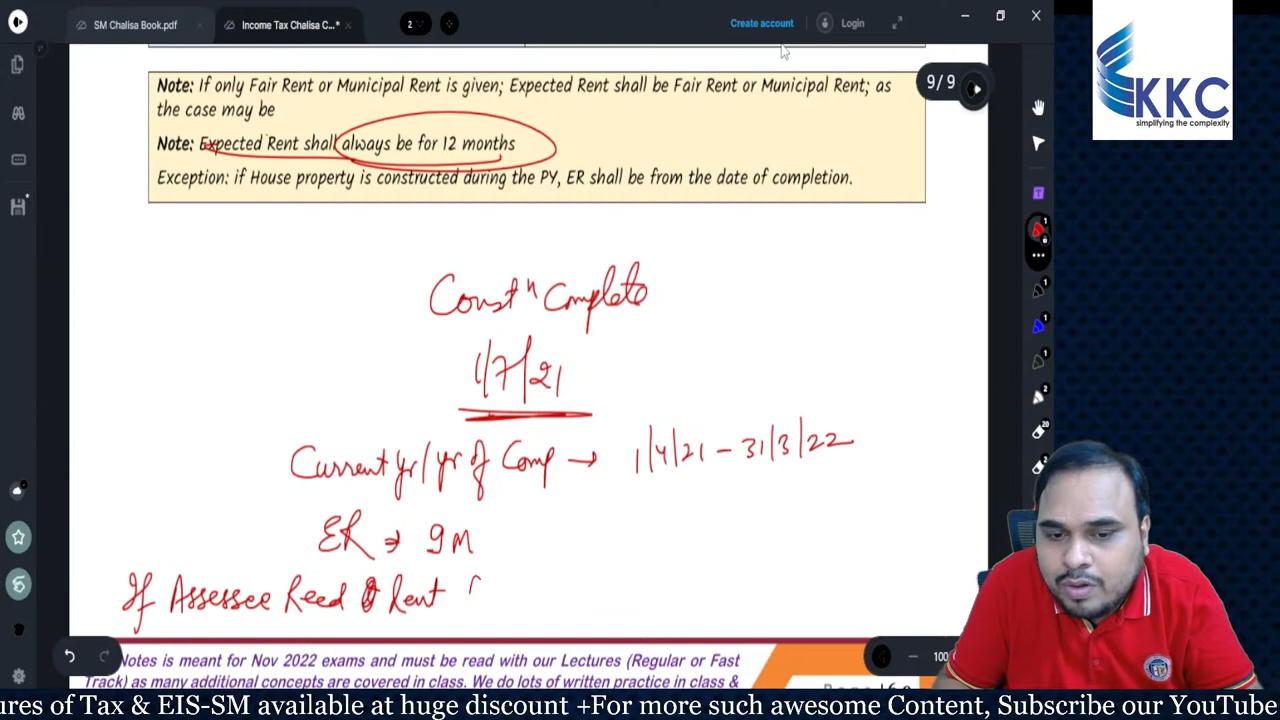 SM Chalisa Book.pdf
Income Tax Chalisa C...*
2
Create account
Login
KKC
simplifying the complexity
9/9
Note: If only Fair Rent or Municipal Rent is given; Expected Rent shall be Fair Rent or Municipal Rent; as
the case may be
Note: Expected Rent shall always be for 12 months
Exception: if House property is constructed during the PY, ER shall be from the date of completion.
Constn Complete
1/7/21
Current yr/yr of Comp → 1/4/21 - 31/3/22
ER → 9M
If Assessee Recd Rent
Notes is meant for Nov 2022 exams and must be read with our Lectures (Regular or Fast
Track) as many additional concepts are covered in class. We do lots of written practice in class &
100
ures of Tax & EIS-SM available at huge discount +For more such awesome Content, Subscribe our YouTube